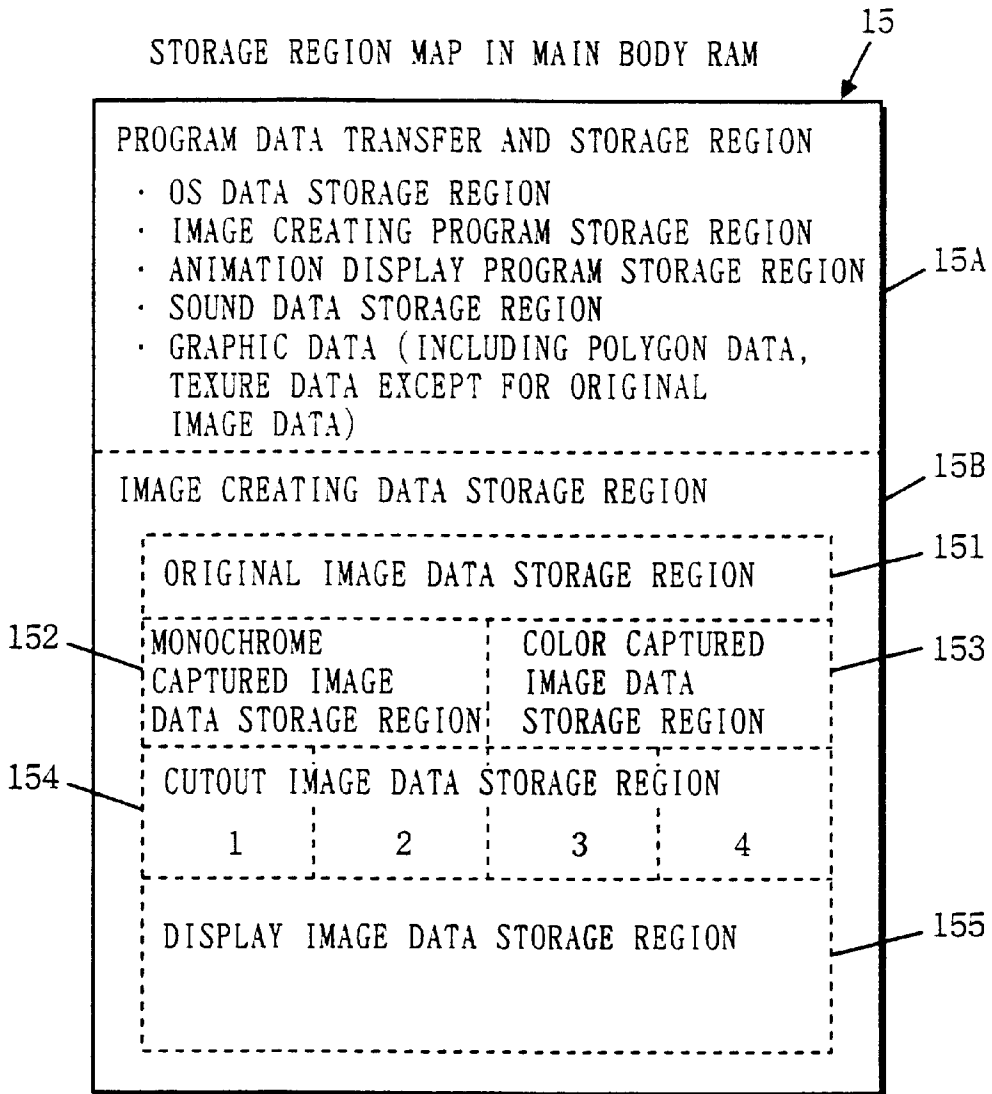 15
STORAGE REGION MAP IN MAIN BODY RAM
PROGRAM DATA TRANSFER AND STORAGE REGION
· OS DATA STORAGE REGION
· IMAGE CREATING PROGRAM STORAGE REGION
· ANIMATION DISPLAY PROGRAM STORAGE REGION
15A
· SOUND DATA STORAGE REGION
· GRAPHIC DATA (INCLUDING POLYGON DATA,
TEXURE DATA EXCEPT FOR ORIGINAL
IMAGE DATA)
15B
IMAGE CREATING DATA STORAGE REGION
151
ORIGINAL IMAGE DATA STORAGE REGION
152
MONOCHROME
CAPTURED IMAGE
DATA STORAGE REGION
COLOR CAPTURED
IMAGE DATA
STORAGE REGION
153
154
CUTOUT IMAGE DATA STORAGE REGION
1 2 3 4
DISPLAY IMAGE DATA STORAGE REGION
155